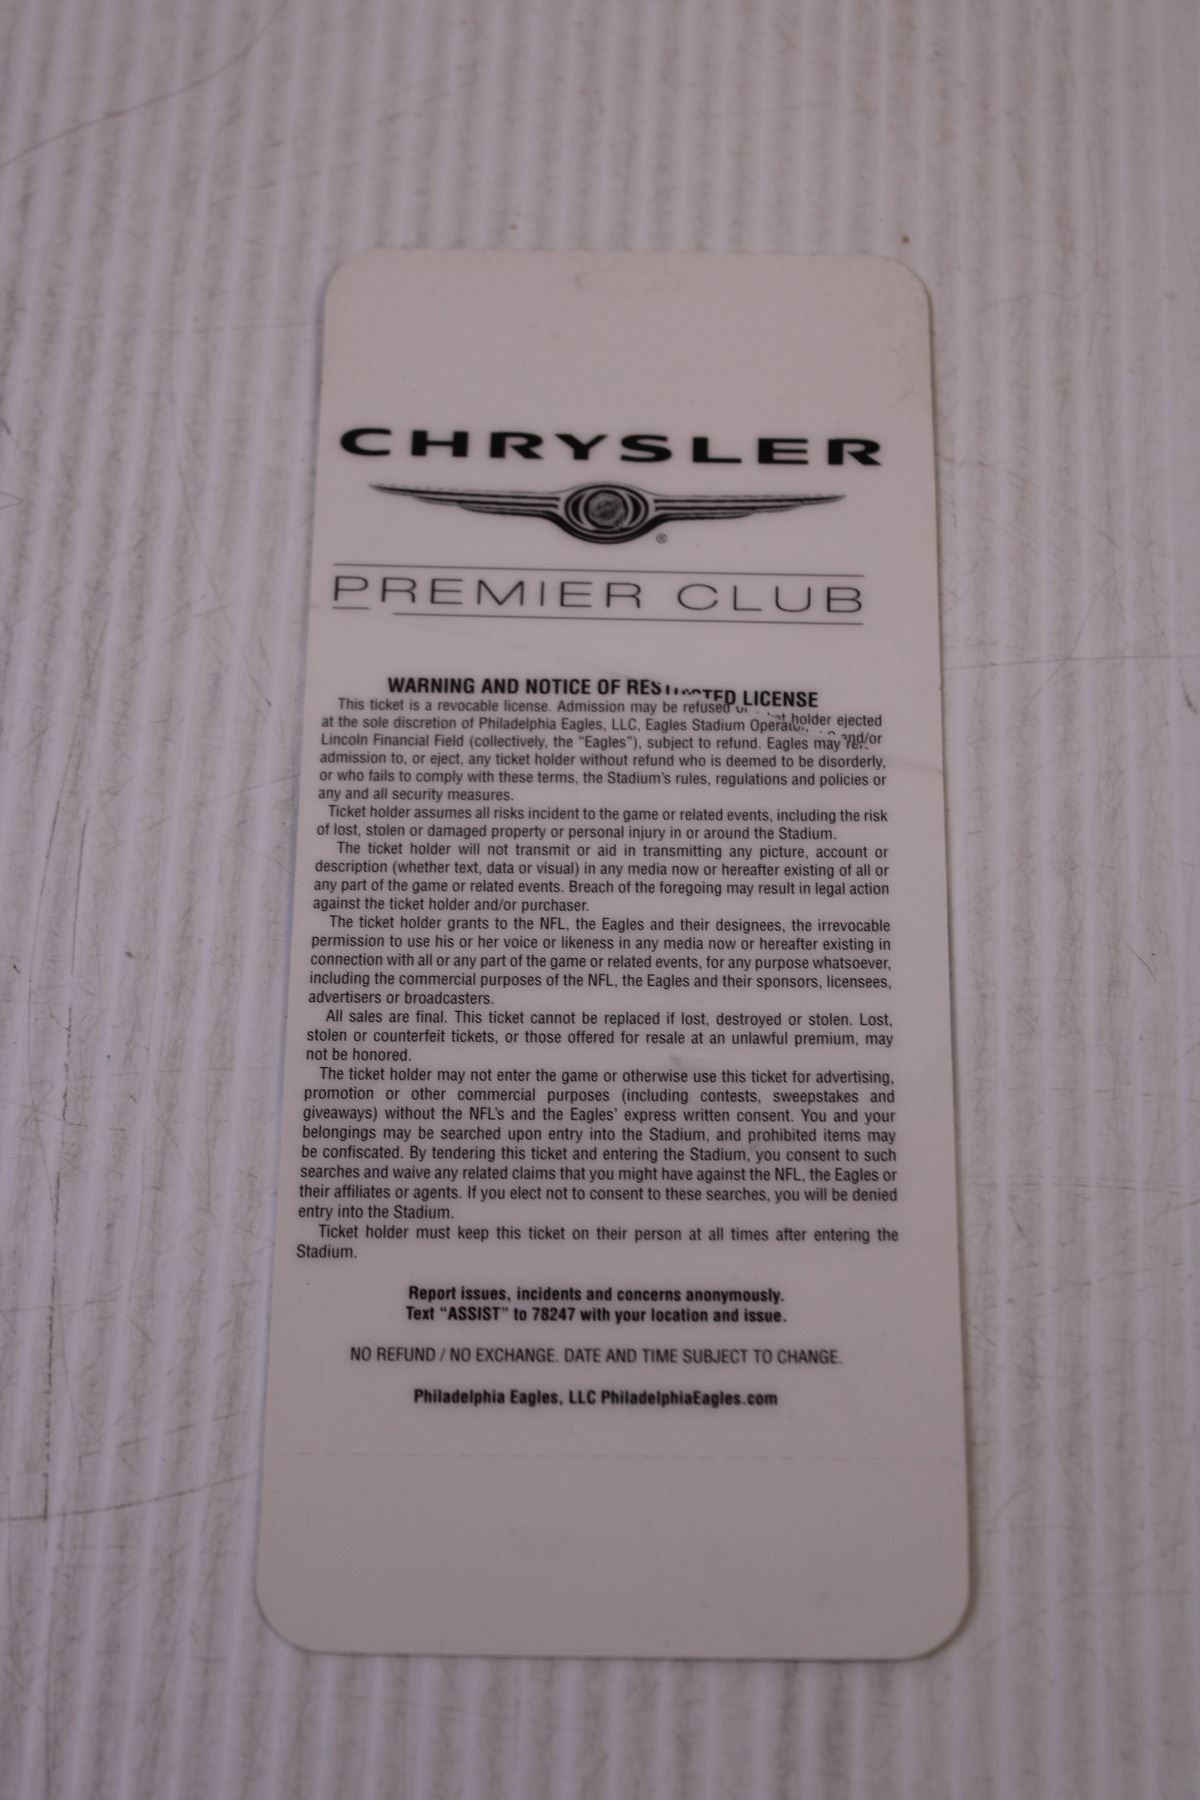 CHRYSLER
®
PREMIER CLUB
WARNING AND NOTICE OF RESTRICTED LICENSE
This ticket is a revocable license. Admission may be refused holder ejected
at the sole discretion of Philadelphia Eagles, LLC, Eagles Stadium and/or
Lincoln Financial Field (collectively, the “Eagles”), subject to refund. Eagles may
admission to, or eject, any ticket holder without refund who is deemed to be disorderly,
or who fails to comply with these terms, the Stadium's rules, regulations and policies or
any and all security measures.
Ticket holder assumes all risks incident to the game or related events, including the risk
of lost, stolen or damaged property or personal injury in or around the Stadium.
The ticket holder will not transmit or aid in transmitting any picture, account or
description (whether text, data or visual) in any media now or hereafter existing of all or
any part of the game or related events. Breach of the foregoing may result in legal action
against the ticket holder and/or purchaser.
The ticket holder grants to the NFL, the Eagles and their designees, the irrevocable
permission to use his or her voice or likeness in any media now or hereafter existing in
connection with all or any part of the game or related events, for any purpose whatsoever,
including the commercial purposes of the NFL, the Eagles and their sponsors, licensees,
advertisers or broadcasters.
All sales are final. This ticket cannot be replaced if lost, destroyed or stolen. Lost,
stolen or counterfeit tickets, or those offered for resale at an unlawful premium, may
not be honored.
The ticket holder may not enter the game or otherwise use this ticket for advertising,
promotion or other commercial purposes (including contests, sweepstakes and
giveaways) without the NFL's and the Eagles' express written consent. You and your
belongings may be searched upon entry into the Stadium, and prohibited items may
be confiscated. By tendering this ticket and entering the Stadium, you consent to such
searches and waive any related claims that you might have against the NFL, the Eagles or
their affiliates or agents. If you elect not to consent to these searches, you will be denied
entry into the Stadium.
Ticket holder must keep this ticket on their person at all times after entering the
Stadium.
Report issues, incidents and concerns anonymously.
Text “ASSIST” to 78247 with your location and issue.
NO REFUND / NO EXCHANGE. DATE AND TIME SUBJECT TO CHANGE.
Philadelphia Eagles, LLC PhiladelphiaEagles.com